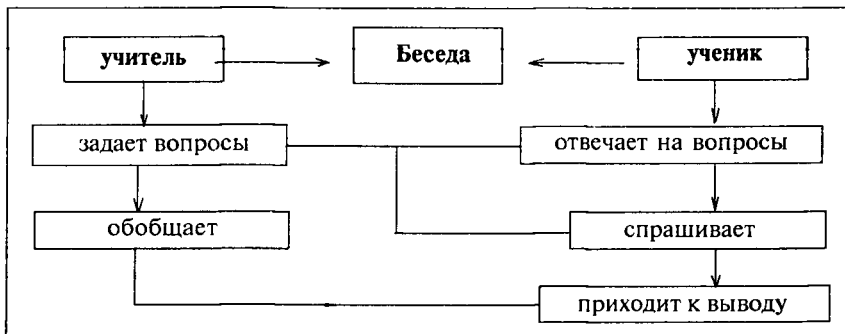 учитель
Беседа
ученик
задает вопросы
отвечает на вопросы
обобщает
спрашивает
приходит к выводу